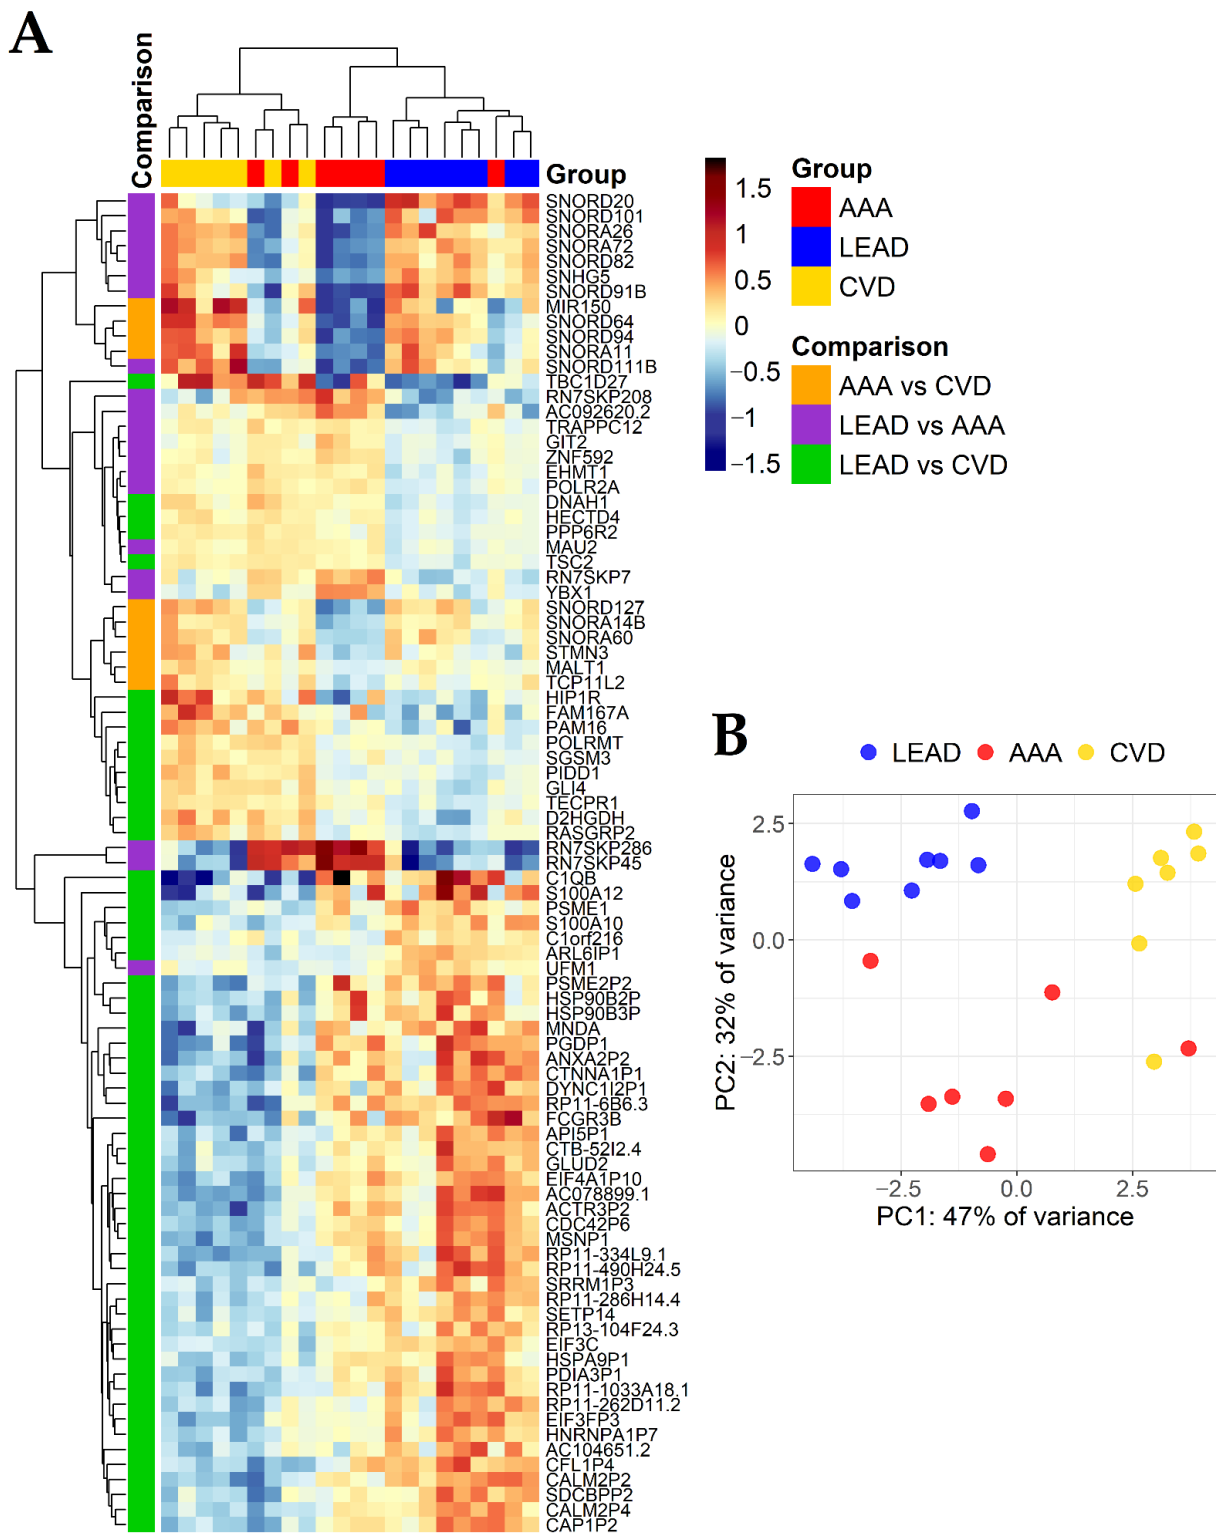 A
Comparison
Group
SNORD20
SNORD101
SNORA26
SNORA72
SNORD82
SNHG5
SNORD91B
MIR150
SNORD64
SNORD94
SNORA11
SNORD111B
TBC1D27
RN7SKP208
AC092620.2
TRAPPC12
GIT2
ZNF592
EHMT1
POLR2A
DNAH1
HECTD4
PPP6R2
MAU2
TSC2
RN7SKP7
YBX1
SNORD127
SNORA14B
SNORA60
STMN3
MALT1
TCP11L2
HIP1R
FAM167A
PAM16
POLRMT
SGSM3
PIDD1
GLI4
TECPR1
D2HGDH
RASGRP2
RN7SKP286
RN7SKP45
C1QB
S100A12
PSME1
S100A10
C1orf216
ARL6IP1
UFM1
PSME2P2
HSP90B2P
HSP90B3P
MNDA
PGDP1
ANXA2P2
CTNNA1P1
DYNC1I2P1
RP11-6B6.3
FCGR3B
API5P1
CTB-52I2.4
GLUD2
EIF4A1P10
AC078899.1
ACTR3P2
CDC42P6
MSNP1
RP11-334L9.1
RP11-490H24.5
SRRM1P3
RP11-286H14.4
SETP14
RP13-104F24.3
EIF3C
HSPA9P1
PDIA3P1
RP11-1033A18.1
RP11-262D11.2
EIF3FP3
HNRNPA1P7
AC104651.2
CFL1P4
CALM2P2
SDCBPP2
CALM2P4
CAP1P2
1.5
1
0.5
0
−0.5
−1
−1.5
Group
AAA
LEAD
CVD
Comparison
AAA vs CVD
LEAD vs AAA
LEAD vs CVD
B
LEAD AAA CVD
2.5
0.0
−2.5
PC2: 32% of variance
−2.5 0.0 2.5
PC1: 47% of variance